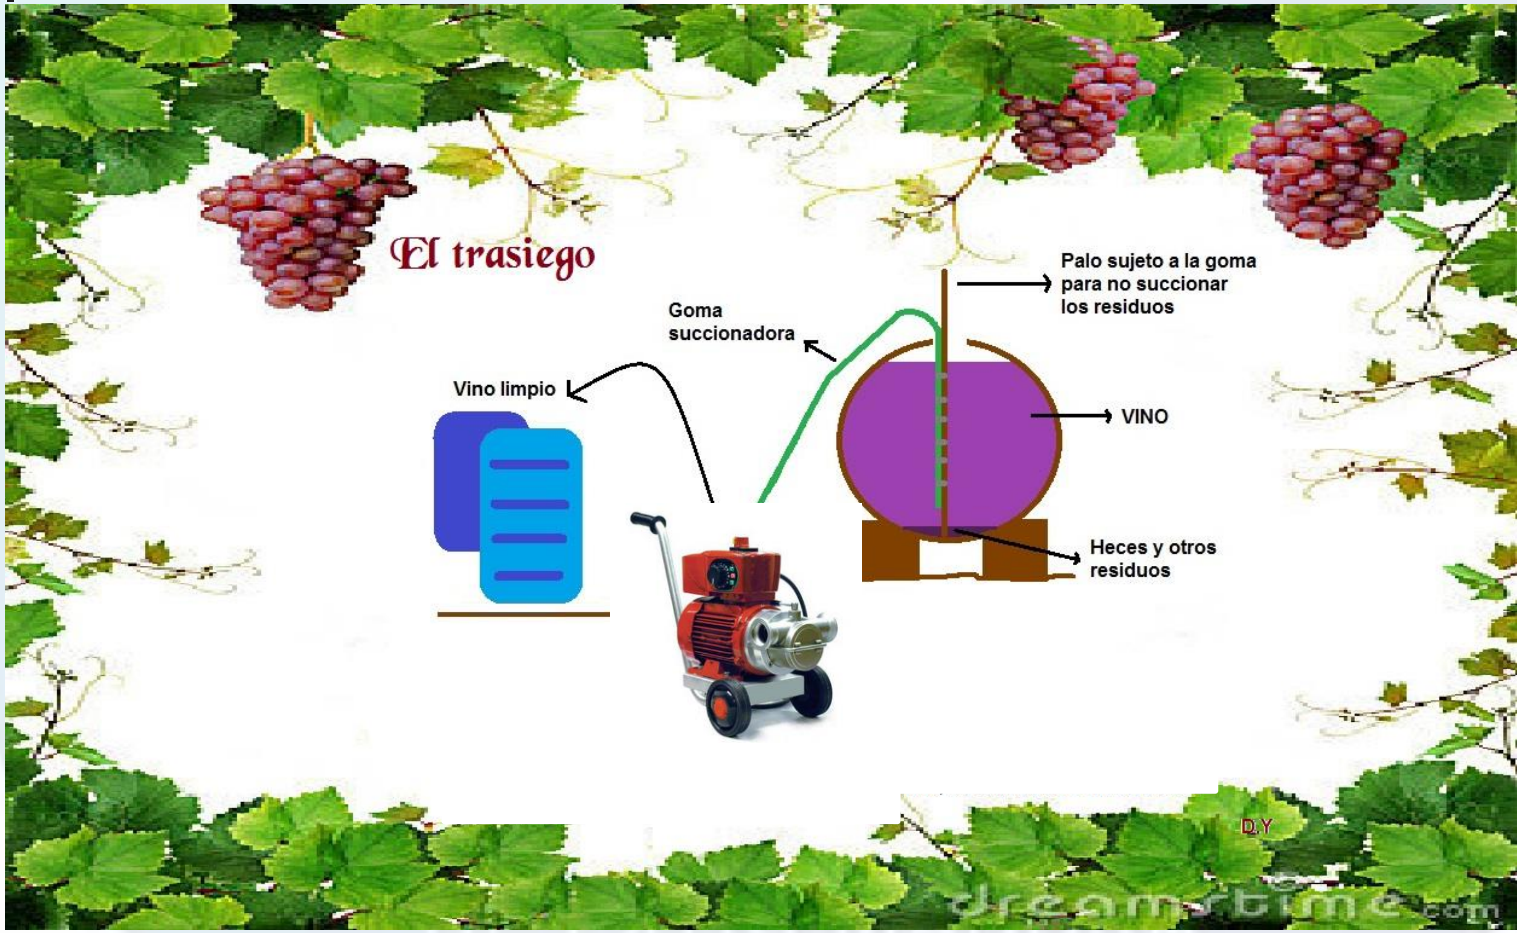 El trasiego
Palo sujeto a la goma
para no succionar
los residuos
Goma
succionadora
Vino limpio
VINO
Heces y otros
residuos
D.Y
dreamstime.com